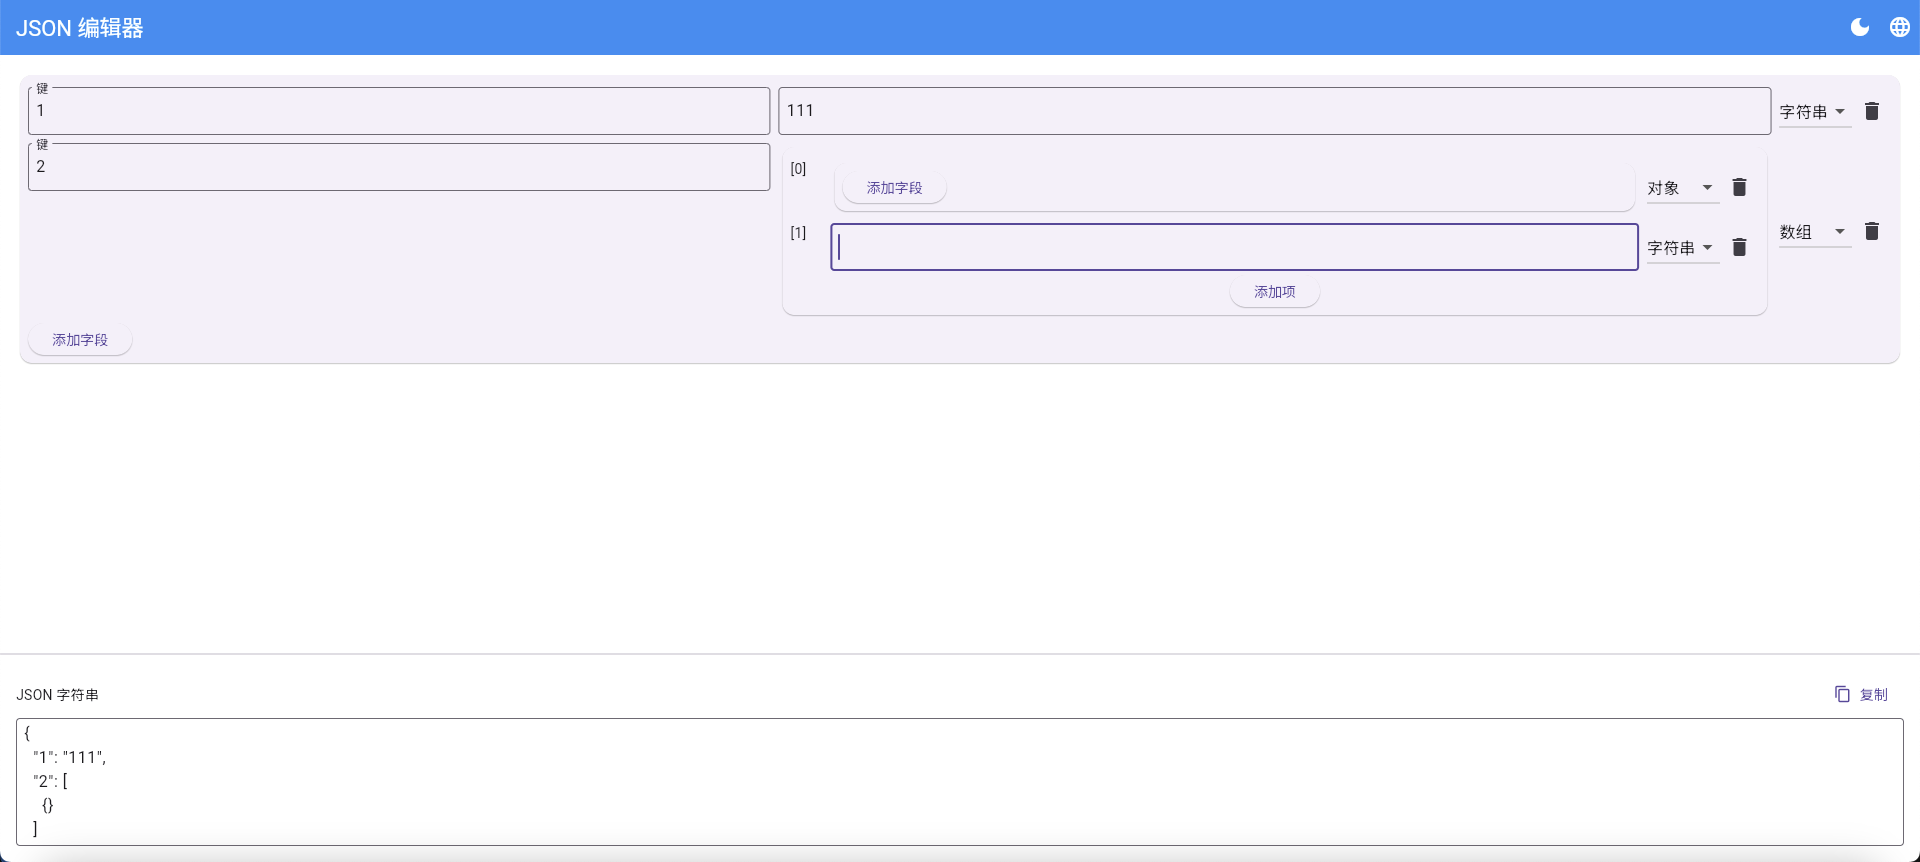 JSON 编辑器
键
1
111
字符串
键
2
[0]
添加字段
对象
[1]
字符串
数组
添加项
添加字段
JSON 字符串
复制
{
"1": "111",
"2": [
{}
]